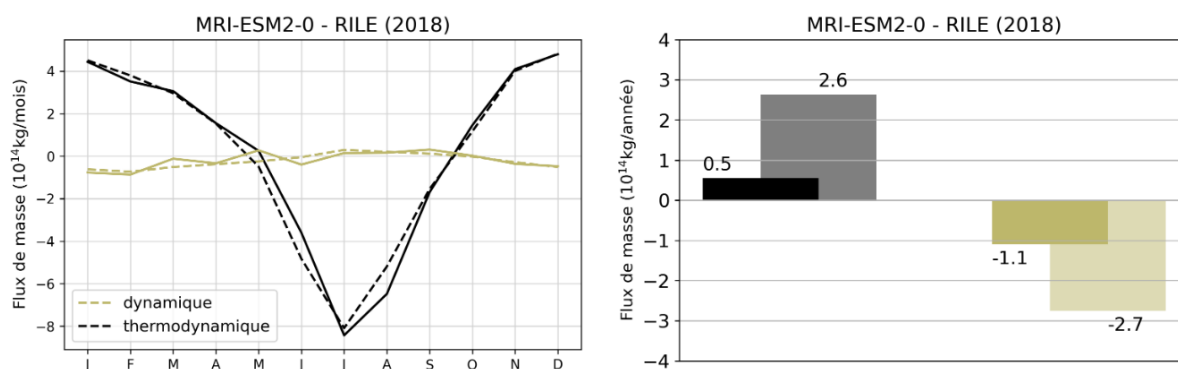 MRI-ESM2-0 - RILE (2018)
Flux de masse (10¹⁴kg/mois)
4
2
0
−2
−4
−6
−8
dynamique
thermodynamique
J F M A M J J A S O N D
MRI-ESM2-0 - RILE (2018)
Flux de masse (10¹⁴kg/année)
4
3
2
1
0
−1
−2
−3
−4
2.6
0.5
-1.1
-2.7